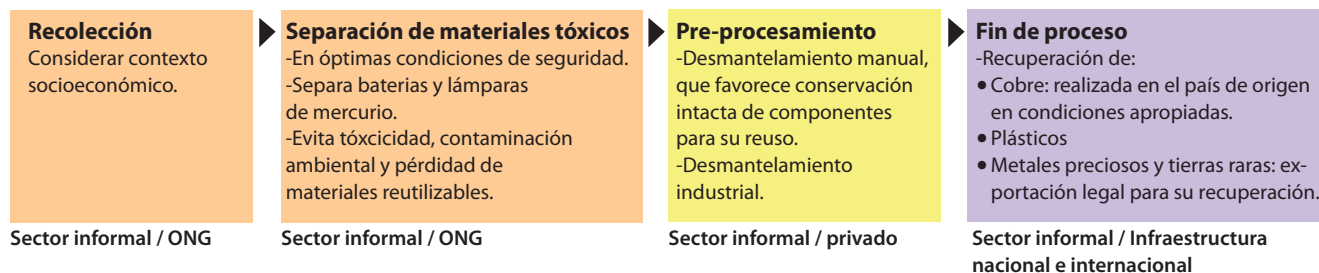 Recolección
Considerar contexto
socioeconómico.
Separación de materiales tóxicos
-En óptimas condiciones de seguridad.
-Separa baterias y lámparas
de mercurio.
-Evita tóxcicidad, contaminación
ambiental y pérdidad de
materiales reutilizables.
Pre-procesamiento
-Desmantelamiento manual,
que favorece conservación
intacta de componentes
para su reuso.
-Desmantelamiento
industrial.
Fin de proceso
-Recuperación de:
• Cobre: realizada en el país de origen
en condiciones apropiadas.
• Plásticos
• Metales preciosos y tierras raras: ex-
portación legal para su recuperación.
Sector informal / ONG
Sector informal / ONG
Sector informal / privado
Sector informal / Infraestructura
nacional e internacional